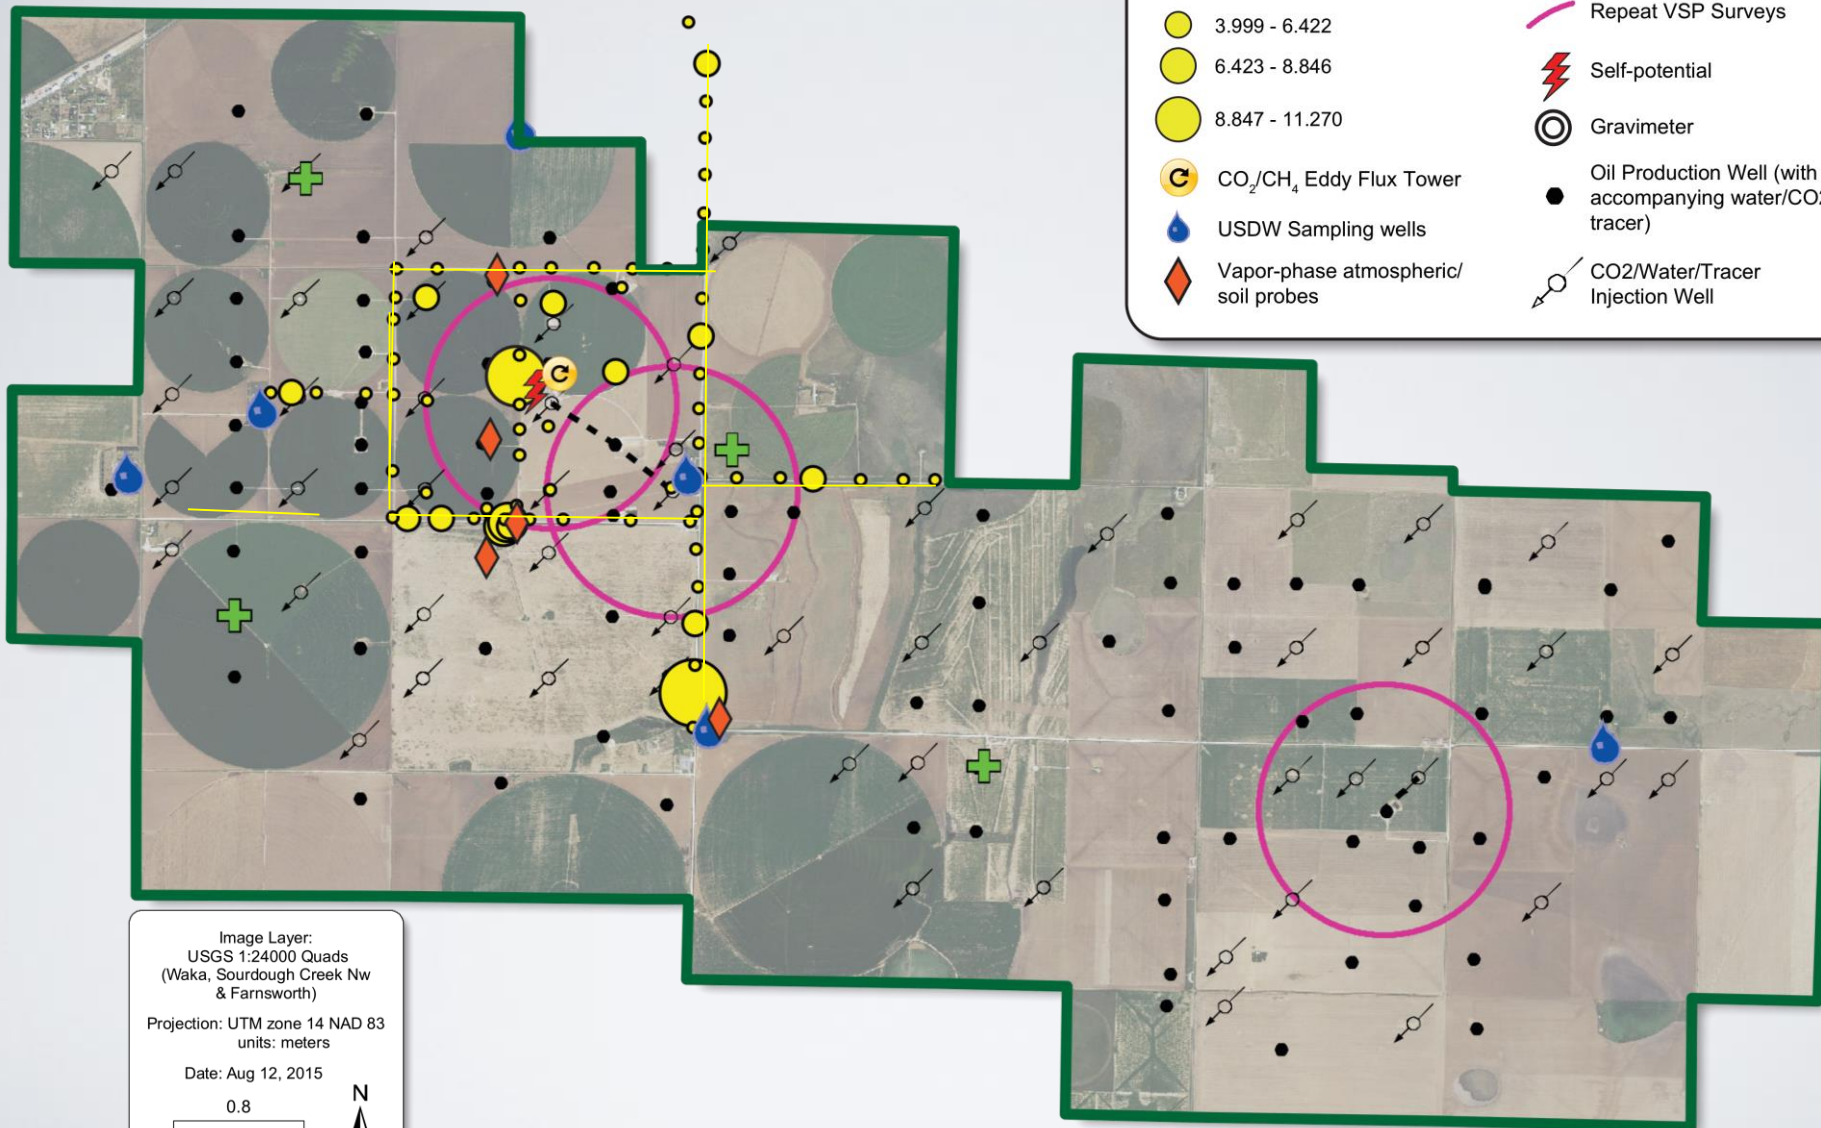 3.999 - 6.422
6.423 - 8.846
8.847 - 11.270
CO2/CH4 Eddy Flux Tower
USDW Sampling wells
Vapor-phase atmospheric/
soil probes
Repeat VSP Surveys
Self-potential
Gravimeter
Oil Production Well (with
accompanying water/CO2
tracer)
CO2/Water/Tracer
Injection Well
Image Layer:
USGS 1:24000 Quads
(Waka, Sourdough Creek Nw
& Farnsworth)
Projection: UTM zone 14 NAD 83
units: meters
Date: Aug 12, 2015
0.8
N